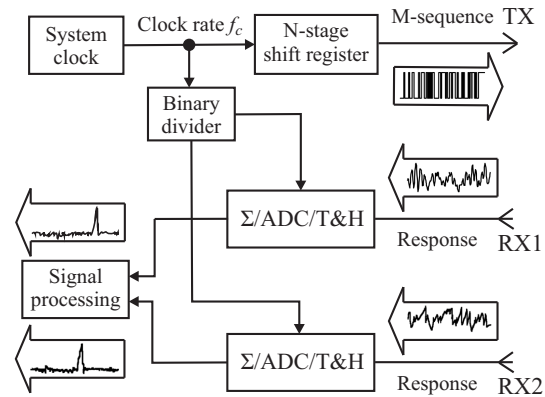 System
clock
Clock rate fc
N-stage
shift register
M-sequence TX
Binary
divider
Σ/ADC/T&H
Response
RX1
Signal
processing
Σ/ADC/T&H
Response
RX2